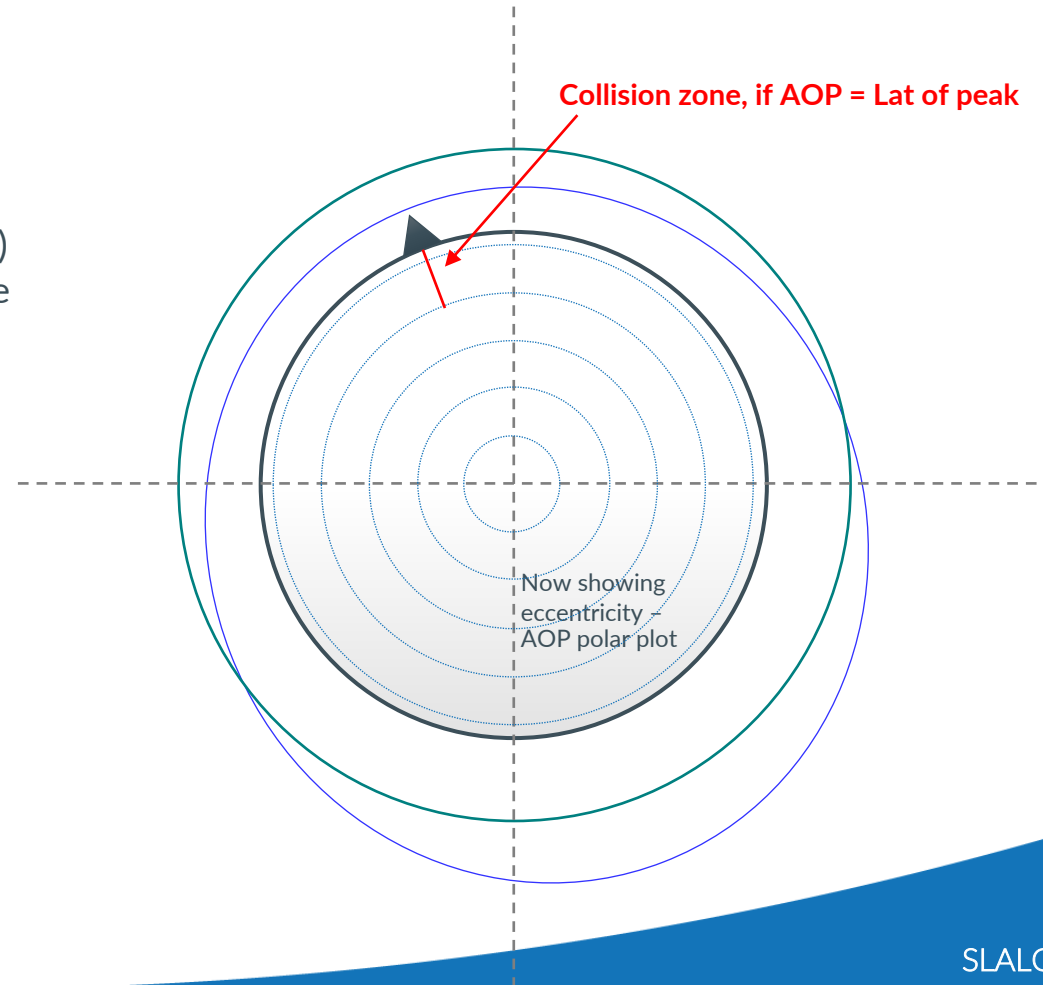 Collision zone, if AOP = Lat of peak
)
e
Now showing
eccentricity –
AOP polar plot
SLALO